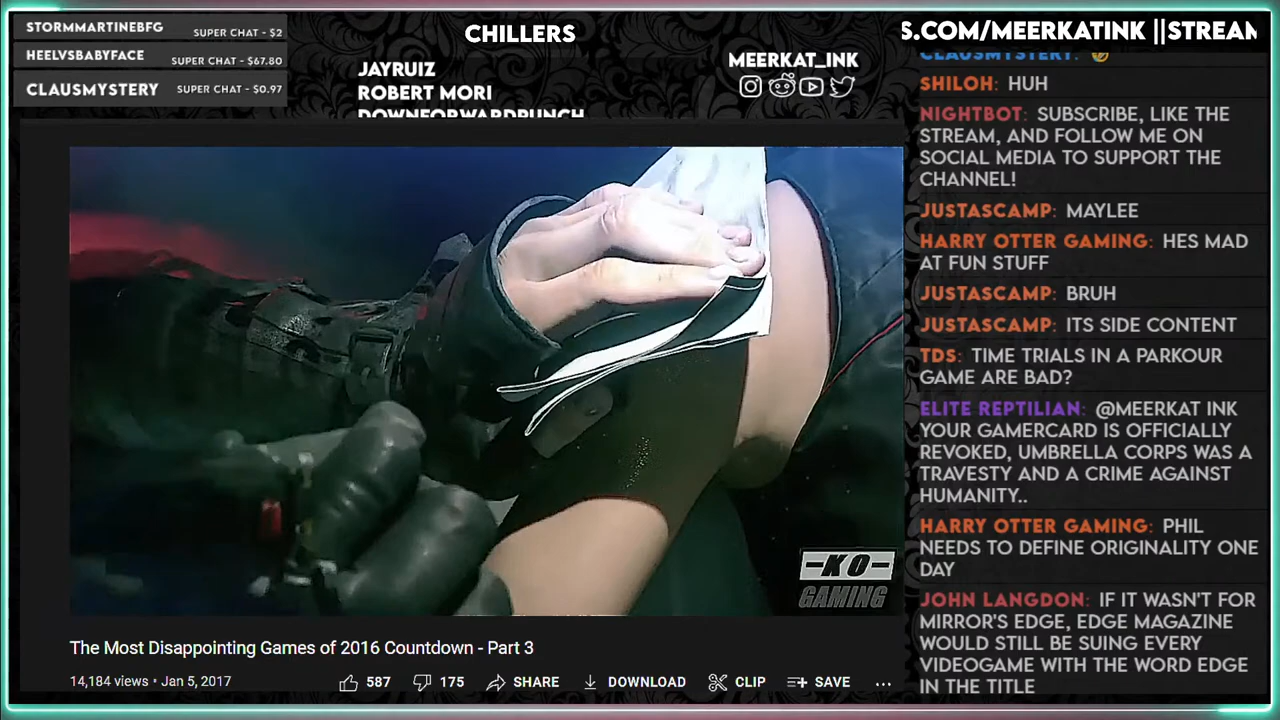 STORMMARTINEBFG SUPER CHAT - $2
HEELVSBABYFACE SUPER CHAT - $67.80
CLAUSMYSTERY SUPER CHAT - $0.97
CHILLERS
JAYRUIZ
ROBERT MORI
DOWNFORWARDPUNCH
MEERKAT_INK
S.COM/MEERKATINK ||STREAM
CLAUSMYSTERY:
SHILOH: HUH
NIGHTBOT: SUBSCRIBE, LIKE THE
STREAM, AND FOLLOW ME ON
SOCIAL MEDIA TO SUPPORT THE
CHANNEL!
JUSTASCAMP: MAYLEE
HARRY OTTER GAMING: HES MAD
AT FUN STUFF
JUSTASCAMP: BRUH
JUSTASCAMP: ITS SIDE CONTENT
TDS: TIME TRIALS IN A PARKOUR
GAME ARE BAD?
ELITE REPTILIAN: @MEERKAT INK
YOUR GAMERCARD IS OFFICIALLY
REVOKED, UMBRELLA CORPS WAS A
TRAVESTY AND A CRIME AGAINST
HUMANITY..
HARRY OTTER GAMING: PHIL
NEEDS TO DEFINE ORIGINALITY ONE
DAY
JOHN LANGDON: IF IT WASN'T FOR
MIRROR'S EDGE, EDGE MAGAZINE
WOULD STILL BE SUING EVERY
VIDEOGAME WITH THE WORD EDGE
IN THE TITLE
-KO-
GAMING
The Most Disappointing Games of 2016 Countdown - Part 3
14,184 views • Jan 5, 2017 587 175 SHARE DOWNLOAD CLIP SAVE ...